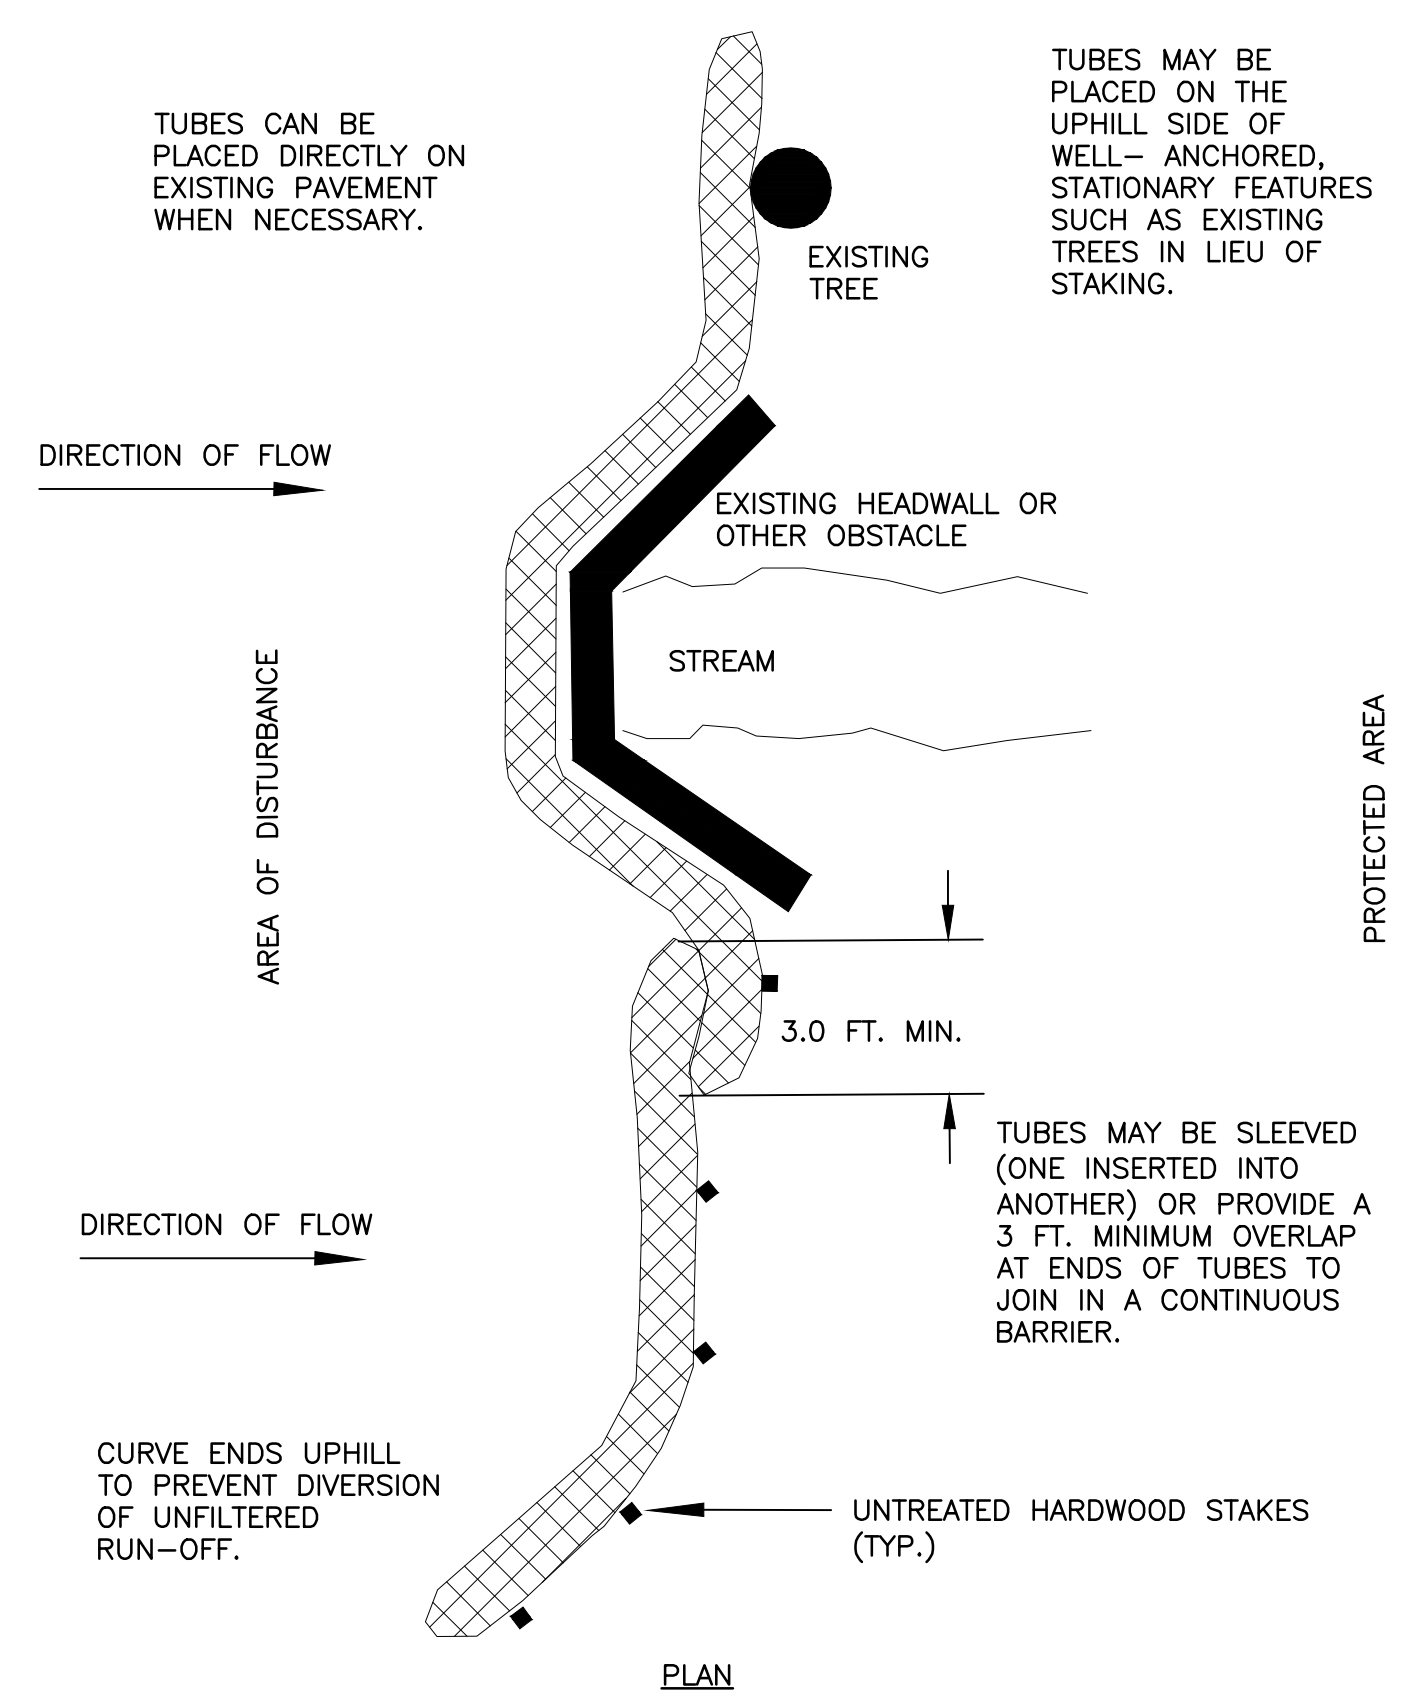 TUBES CAN BE
PLACED DIRECTLY ON
EXISTING PAVEMENT
WHEN NECESSARY.
TUBES MAY BE
PLACED ON THE
UPHILL SIDE OF
WELL- ANCHORED,
STATIONARY FEATURES
SUCH AS EXISTING
TREES IN LIEU OF
STAKING.
EXISTING
TREE
DIRECTION OF FLOW
EXISTING HEADWALL OR
OTHER OBSTACLE
STREAM
AREA OF DISTURBANCE
PROTECTED AREA
3.0 FT. MIN.
TUBES MAY BE SLEEVED
(ONE INSERTED INTO
ANOTHER) OR PROVIDE A
3 FT. MINIMUM OVERLAP
AT ENDS OF TUBES TO
JOIN IN A CONTINUOUS
BARRIER.
DIRECTION OF FLOW
CURVE ENDS UPHILL
TO PREVENT DIVERSION
OF UNFILTERED
RUN-OFF.
UNTREATED HARDWOOD STAKES
(TYP.)
PLAN